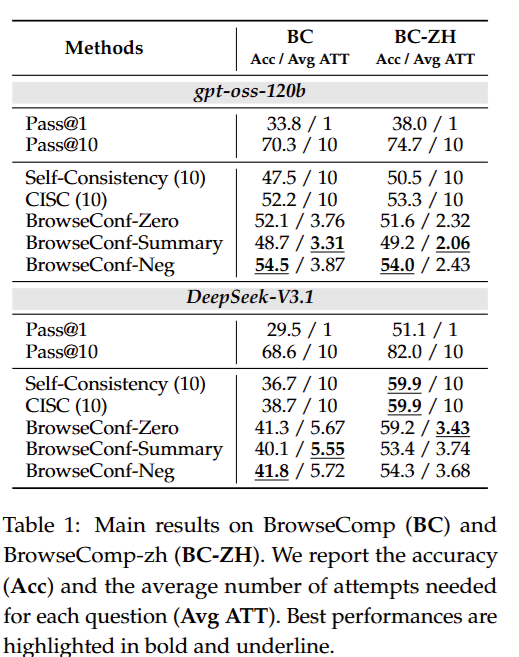 Methods BC BC-ZH
Acc / Avg ATT Acc / Avg ATT
gpt-oss-120b
Pass@1 33.8 / 1 38.0 / 1
Pass@10 70.3 / 10 74.7 / 10
Self-Consistency (10) 47.5 / 10 50.5 / 10
CISC (10) 52.2 / 10 53.3 / 10
BrowseConf-Zero 52.1 / 3.76 51.6 / 2.32
BrowseConf-Summary 48.7 / 3.31 49.2 / 2.06
BrowseConf-Neg 54.5 / 3.87 54.0 / 2.43
DeepSeek-V3.1
Pass@1 29.5 / 1 51.1 / 1
Pass@10 68.6 / 10 82.0 / 10
Self-Consistency (10) 36.7 / 10 59.9 / 10
CISC (10) 38.7 / 10 59.9 / 10
BrowseConf-Zero 41.3 / 5.67 59.2 / 3.43
BrowseConf-Summary 40.1 / 5.55 53.4 / 3.74
BrowseConf-Neg 41.8 / 5.72 54.3 / 3.68
Table 1: Main results on BrowseComp (BC) and
BrowseComp-zh (BC-ZH). We report the accuracy
(Acc) and the average number of attempts needed
for each question (Avg ATT). Best performances are
highlighted in bold and underline.